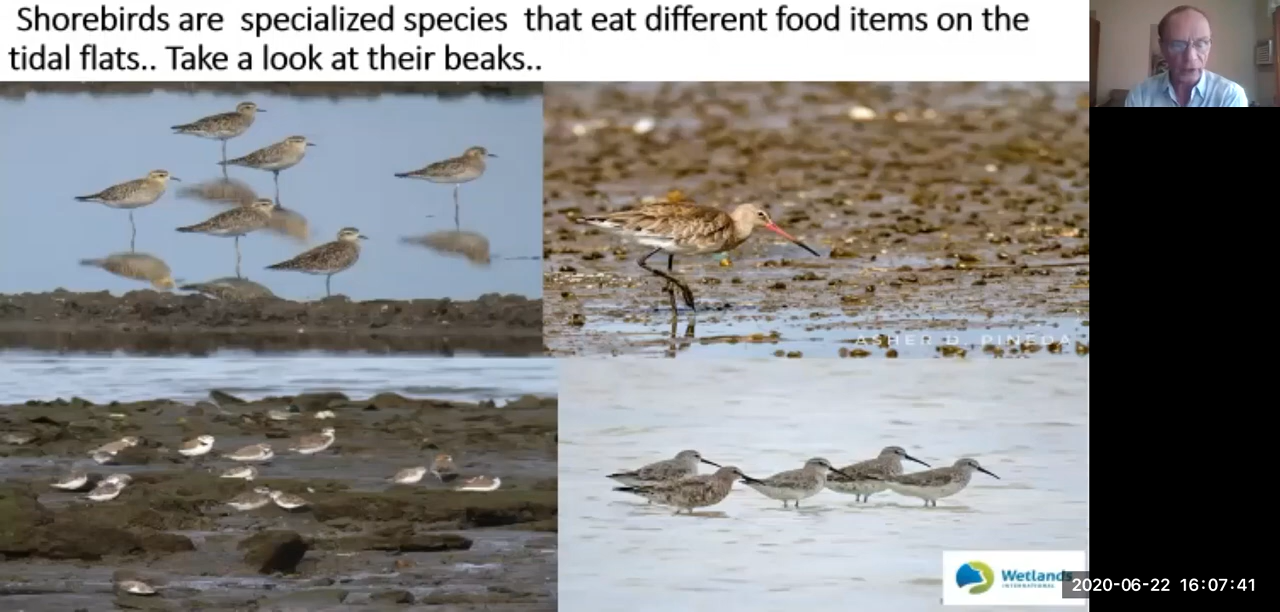 Shorebirds are  specialized species  that eat different food items on the
tidal flats.. Take a look at their beaks..
ASHER D. PINEDA
Wetlands
INTERNATIONAL
2020-06-22 16:07:41